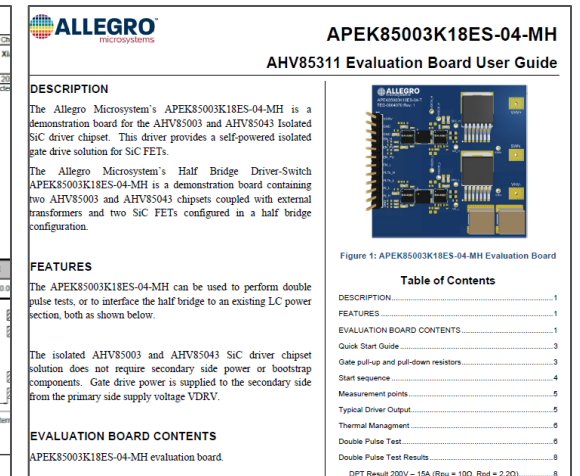 ALLEGRO
microsystems
APEK85003K18ES-04-MH
AHV85311 Evaluation Board User Guide
DESCRIPTION
The Allegro Microsystem`s APEK85003K18ES-04-MH is a
demonstration board for the AHV85003 and AHV85043 Isolated
SiC driver chipset. This driver provides a self-powered isolated
gate drive solution for SiC FETs.
The Allegro Microsystem`s Half Bridge Driver-Switch
APEK85003K18ES-04-MH is a demonstration board containing
two AHV85003 and AHV85043 chipsets coupled with external
transformers and two SiC FETs configured in a half bridge
configuration.
FEATURES
The APEK85003K18ES-04-MH can be used to perform double
pulse tests, or to interface the half bridge to an existing LC power
section, both as shown below.
The isolated AHV85003 and AHV85043 SiC driver chipset
solution does not require secondary side power or bootstrap
components. Gate drive power is supplied to the secondary side
from the primary side supply voltage VDRV.
EVALUATION BOARD CONTENTS
APEK85003K18ES-04-MH evaluation board.
ALLEGRO
Figure 1: APEK85003K18ES-04-MH Evaluation Board
Table of Contents
DESCRIPTION 1
FEATURES 1
EVALUATION BOARD CONTENTS 1
Quick Start Guide 3
Gate pull-up and pull-down resistors 3
Start sequence 4
Measurement points 5
Typical Driver Output 5
Thermal Managment 6
Double Pulse Test 6
Double Pulse Test Results 8
DPT Result 200V – 15A (Rpu = 10Ω, Rpd = 2.2Ω) 8